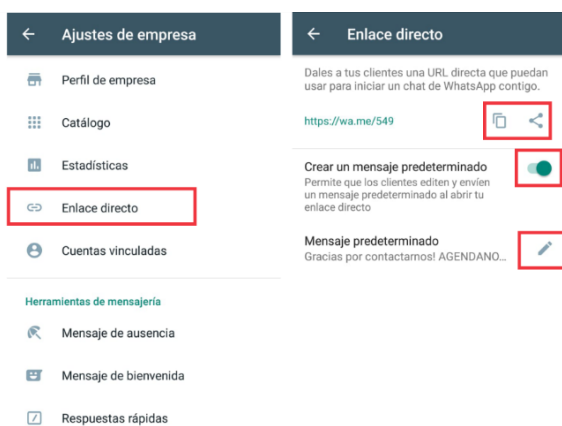 Ajustes de empresa
Perfil de empresa
Catálogo
Estadísticas
Enlace directo
Cuentas vinculadas
Herramientas de mensajería
Mensaje de ausencia
Mensaje de bienvenida
Respuestas rápidas
Enlace directo
Dales a tus clientes una URL directa que puedan
usar para iniciar un chat de WhatsApp contigo.
https://wa.me/549
Crear un mensaje predeterminado
Permite que los clientes editen y envíen
un mensaje predeterminado al abrir tu
enlace directo
Mensaje predeterminado
Gracias por contactarnos! AGENDANO...